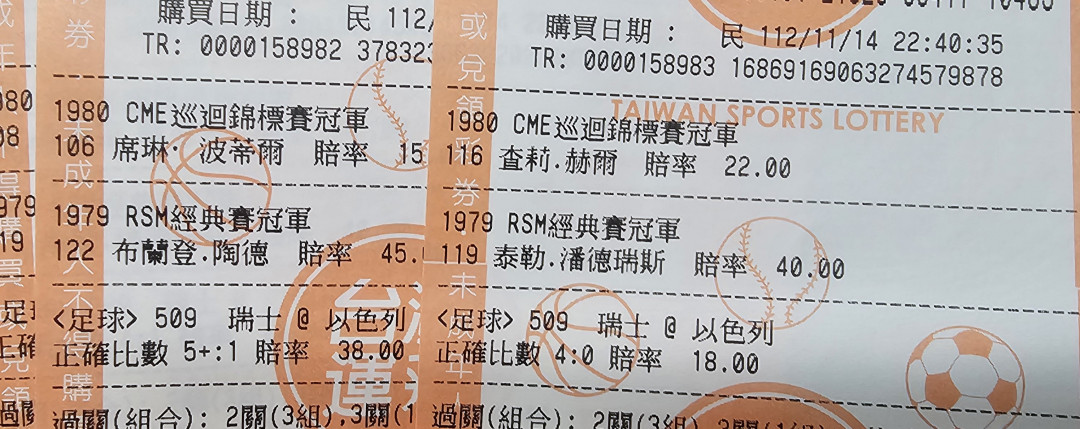 購買日期 : 民 112/
TR: 0000158982 378323
1980 CME巡迴錦標賽冠軍
106 席琳. 波蒂爾 賠率 15
1979 RSM經典賽冠軍
122 布蘭登.陶德 賠率 45.
<足球> 509 瑞士 @ 以色列
正確比數 5+:1 賠率 38.00
過關(組合): 2關(3組),3關(1
購買日期 : 民 112/11/14 22:40:35
TR: 0000158983 16869169063274579878
TAIWAN SPORTS LOTTERY
1980 CME巡迴錦標賽冠軍
116 查莉.赫爾 賠率 22.00
1979 RSM經典賽冠軍
119 泰勒.潘德瑞斯 賠率 40.00
<足球> 509 瑞士 @ 以色列
正確比數 4:0 賠率 18.00
過關(組合): 2關(3組),3關(1組)